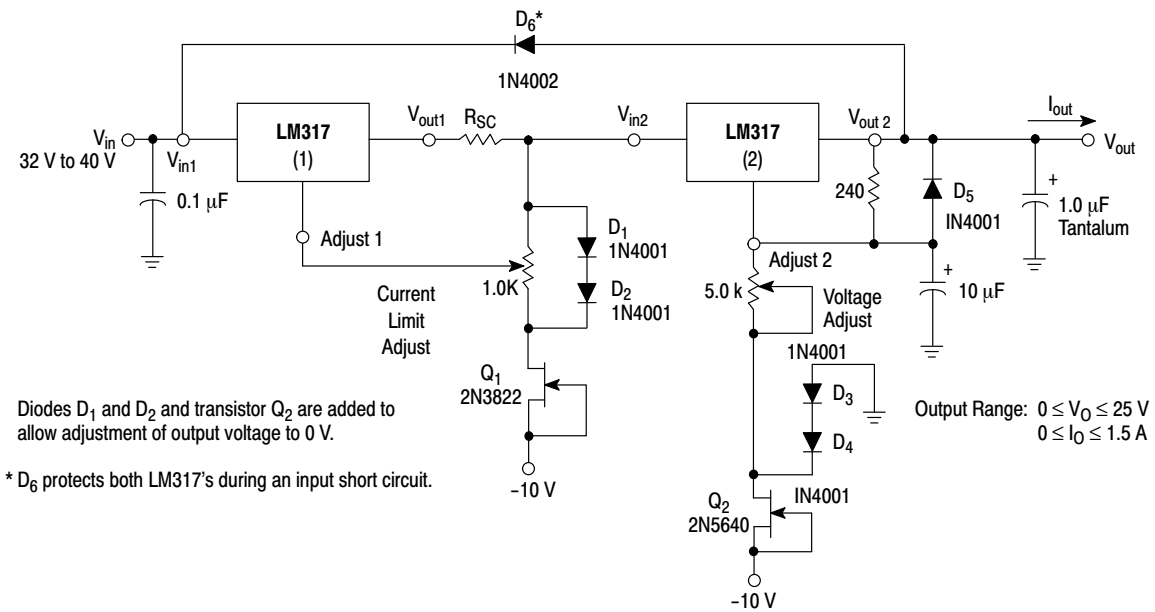 D6*
1N4002
Vin
32 V to 40 V
Vin1
0.1 μF
LM317
(1)
Vout1
RSC
Vin2
LM317
(2)
Vout 2
Iout
Vout
240
D5
IN4001
+
1.0 μF
Tantalum
Adjust 1
Current
Limit
Adjust
1.0K
D1
1N4001
D2
1N4001
Adjust 2
5.0 k
Voltage
Adjust
+
10 μF
1N4001
D3
D4
IN4001
Q1
2N3822
–10 V
Q2
2N5640
–10 V
Output Range: 0 ≤ VO ≤ 25 V
0 ≤ IO ≤ 1.5 A
Diodes D1 and D2 and transistor Q2 are added to
allow adjustment of output voltage to 0 V.
* D6 protects both LM317's during an input short circuit.